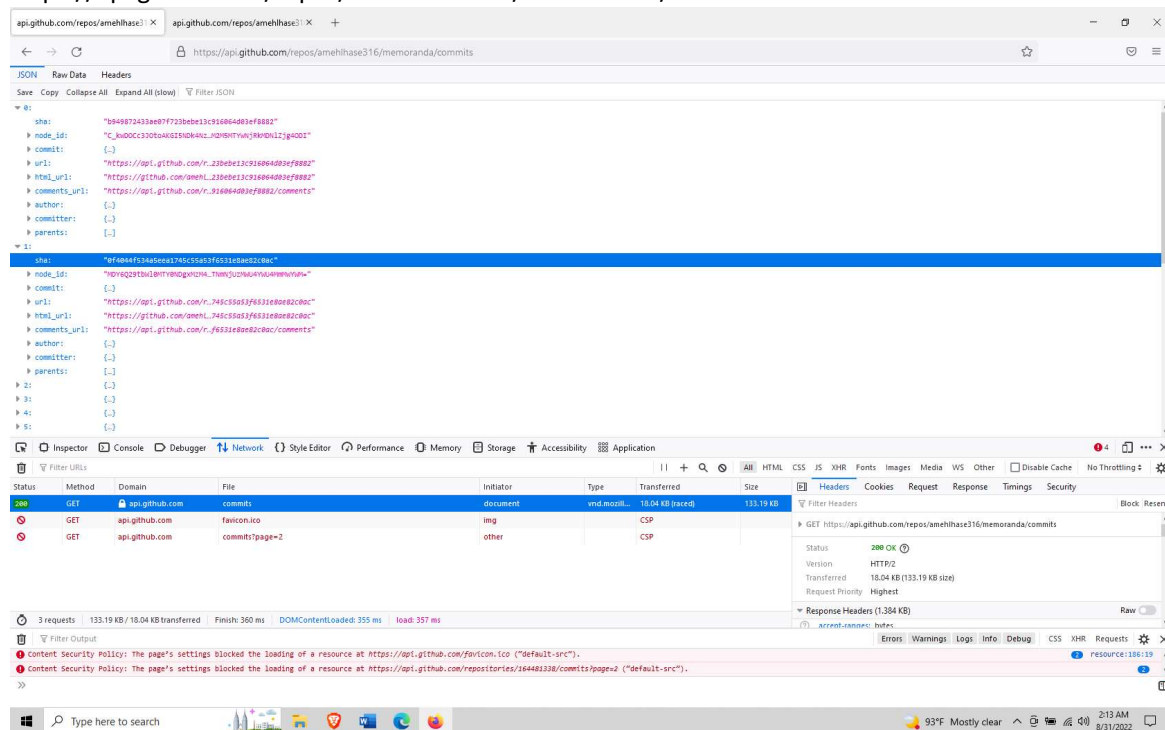 api.github.com/repos/amehlhase31 × api.github.com/repos/amehlhase31 × +
https://api.github.com/repos/amehlhase316/memoranda/commits
JSON Raw Data Headers
Save Copy Collapse All Expand All (slow) Filter JSON
0:
sha: "b949872433ae07f723bebe13c916064d03ef8882"
node_id:
commit: {…}
url: "https://api.github.com/r…23bebe13c916064d03ef8882"
html_url: "https://github.com/amehl…23bebe13c916064d03ef8882"
comments_url: "https://api.github.com/r…916064d03ef8882/comments"
author: {…}
committer: {…}
parents: […]
1:
sha: "0f4044f534a5eea1745c55a53f6531e8ae82c0ac"
node_id:
commit: {…}
url: "https://api.github.com/r…745c55a53f6531e8ae82c0ac"
html_url: "https://github.com/amehl…745c55a53f6531e8ae82c0ac"
comments_url: "https://api.github.com/r…f6531e8ae82c0ac/comments"
author: {…}
committer: {…}
parents: […]
2: {…}
3: {…}
4: {…}
5: {…}
Inspector Console Debugger Network {} Style Editor Performance Memory Storage Accessibility Application 4
Filter URLs All HTML CSS JS XHR Fonts Images Media WS Other Disable Cache No Throttling
Status Method Domain File Initiator Type Transferred Size Headers Cookies Request Response Timings Security
200 GET api.github.com commits document vnd.mozill... 18.04 KB (raced) 133.19 KB Filter Headers Block Resen
GET api.github.com favicon.ico img CSP
GET https://api.github.com/repos/amehlhase316/memoranda/commits
GET api.github.com commits?page=2 other CSP
Status 200 OK
Version HTTP/2
Transferred 18.04 KB (133.19 KB size)
Request Priority Highest
Response Headers (1.384 KB) Raw
accept-ranges: bytes
3 requests 133.19 KB / 18.04 KB transferred Finish: 360 ms DOMContentLoaded: 355 ms load: 357 ms
Filter Output Errors Warnings Logs Info Debug CSS XHR Requests
Content Security Policy: The page's settings blocked the loading of a resource at https://api.github.com/favicon.ico ("default-src"). 2 resource:186:19
Content Security Policy: The page's settings blocked the loading of a resource at https://api.github.com/repositories/164481338/commits?page=2 ("default-src"). 2
Type here to search 93°F Mostly clear 2:13 AM
8/31/2022